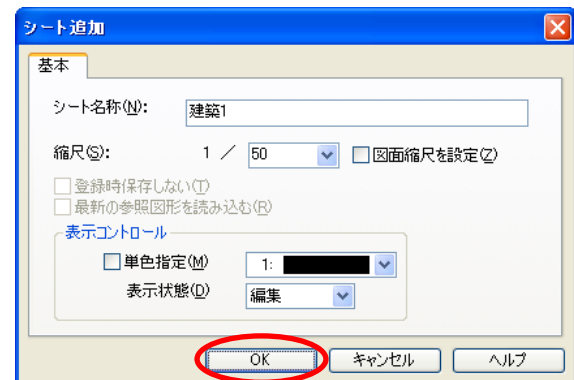 シート追加
基本
シート名称(N): 建築1
縮尺(S): 1 / 50 図面縮尺を設定(Z)
登録時保存しない(T)
最新の参照図形を読み込む(R)
表示コントロール
単色指定(M) 1:
表示状態(D) 編集
OK キャンセル ヘルプ